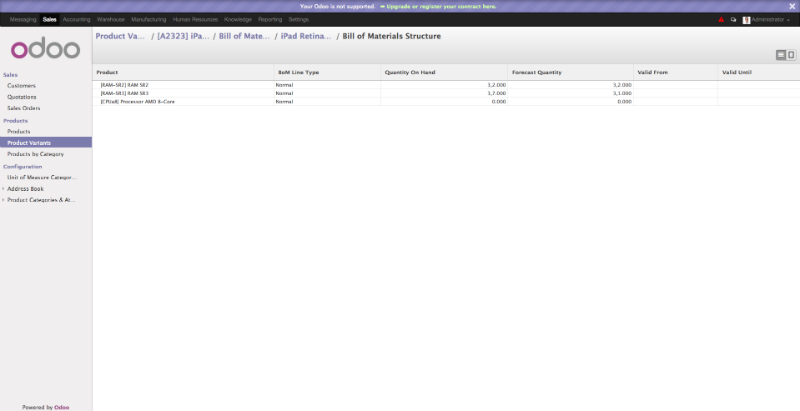 Your Odoo is not supported. ➡ Upgrade or register your contract here.
Messaging Sales Accounting Warehouse Manufacturing Human Resources Knowledge Reporting Settings Administrator
odoo
Product Va... / [A2323] iPa... / Bill of Mate... / iPad Retina... / Bill of Materials Structure
Sales
Customers
Quotations
Sales Orders
Products
Products
Product Variants
Products by Category
Configuration
Unit of Measure Categor...
Address Book
Product Categories & At...
Powered by Odoo
Product BoM Line Type Quantity On Hand Forecast Quantity Valid From Valid Until
[RAM-SR2] RAM SR2 Normal 3,2.000 3,2.000
[RAM-SR3] RAM SR3 Normal 3,7.000 3,1.000
[CPUa8] Processor AMD 8-Core Normal 0.000 0.000